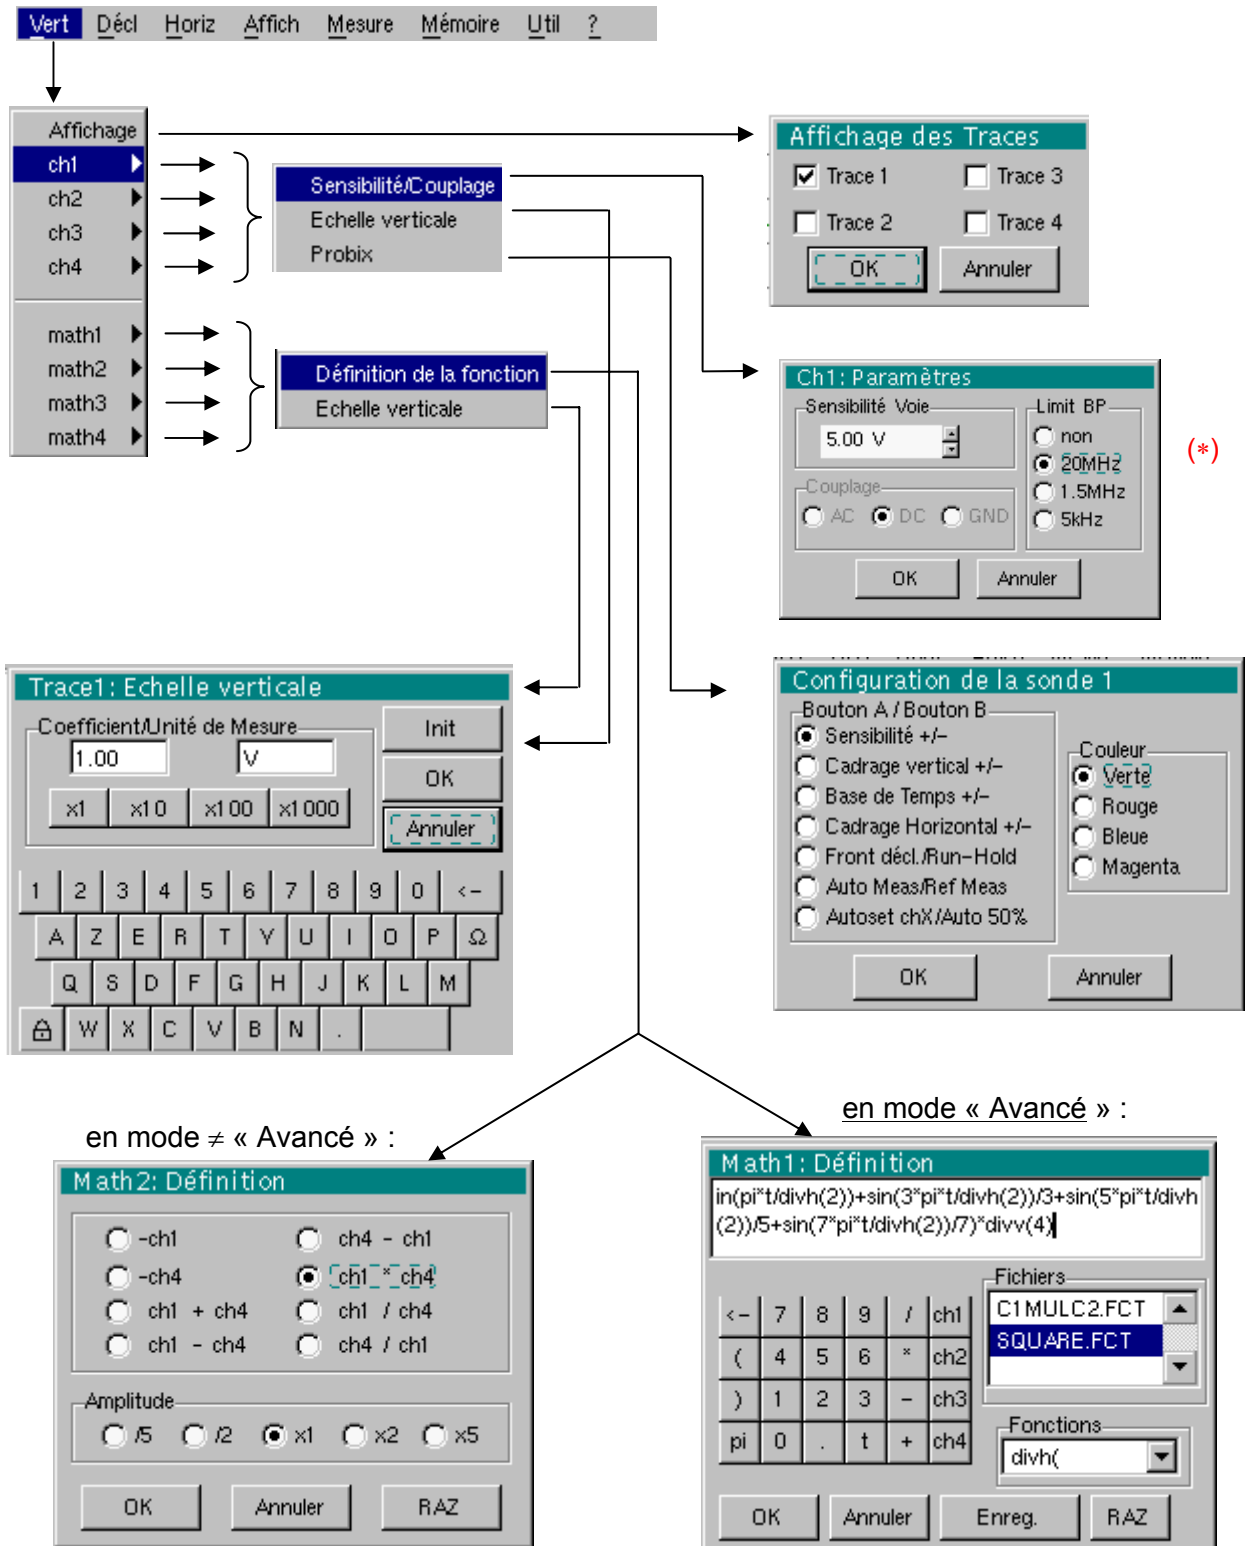 Vert Décl Horiz Affich Mesure Mémoire Util ?
Affichage
ch1
ch2
ch3
ch4
math1
math2
math3
math4
Sensibilité/Couplage
Echelle verticale
Probix
Définition de la fonction
Echelle verticale
Affichage des Traces
Trace 1 Trace 3
Trace 2 Trace 4
OK Annuler
Ch1: Paramètres
Sensibilité Voie
5.00 V
Couplage
AC DC GND
Limit BP
non
20MHz
1.5MHz
5kHz
OK Annuler
(*)
Trace1: Echelle verticale
Coefficient/Unité de Mesure
1.00 V
x1 x10 x100 x1000
Init
OK
Annuler
1 2 3 4 5 6 7 8 9 0 <-
A Z E R T Y U I O P Ω
Q S D F G H J K L M
W X C V B N .
Configuration de la sonde 1
Bouton A / Bouton B
Sensibilité +/-
Cadrage vertical +/-
Base de Temps +/-
Cadrage Horizontal +/-
Front décl./Run-Hold
Auto Meas/Ref Meas
Autoset chX/Auto 50%
Couleur
Verte
Rouge
Bleue
Magenta
OK Annuler
en mode ≠ « Avancé » :
Math2: Définition
-ch1 ch4 - ch1
-ch4 ch1 * ch4
ch1 + ch4 ch1 / ch4
ch1 - ch4 ch4 / ch1
Amplitude
/5 /2 x1 x2 x5
OK Annuler RAZ
en mode « Avancé » :
Math1: Définition
in(pi*t/divh(2))+sin(3*pi*t/divh(2))/3+sin(5*pi*t/divh
(2))/5+sin(7*pi*t/divh(2))/7)*divv(4)
<- 7 8 9 / ch1
( 4 5 6 * ch2
) 1 2 3 - ch3
pi 0 . t + ch4
Fichiers
C1MULC2.FCT
SQUARE.FCT
Fonctions
divh(
OK Annuler Enreg. RAZ